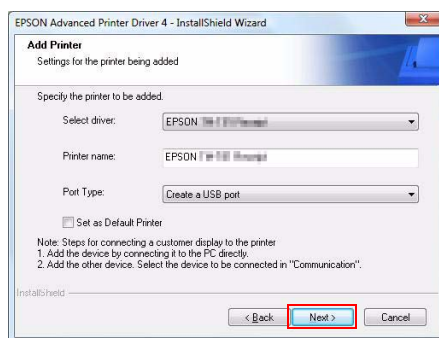 EPSON Advanced Printer Driver 4 - InstallShield Wizard
Add Printer
Settings for the printer being added
Specify the printer to be added.
Select driver:
EPSON
Printer name:
EPSON
Port Type:
Create a USB port
Set as Default Printer
Note: Steps for connecting a customer display to the printer
1. Add the device by connecting it to the PC directly.
2. Add the other device. Select the device to be connected in "Communication".
InstallShield
< Back
Next >
Cancel